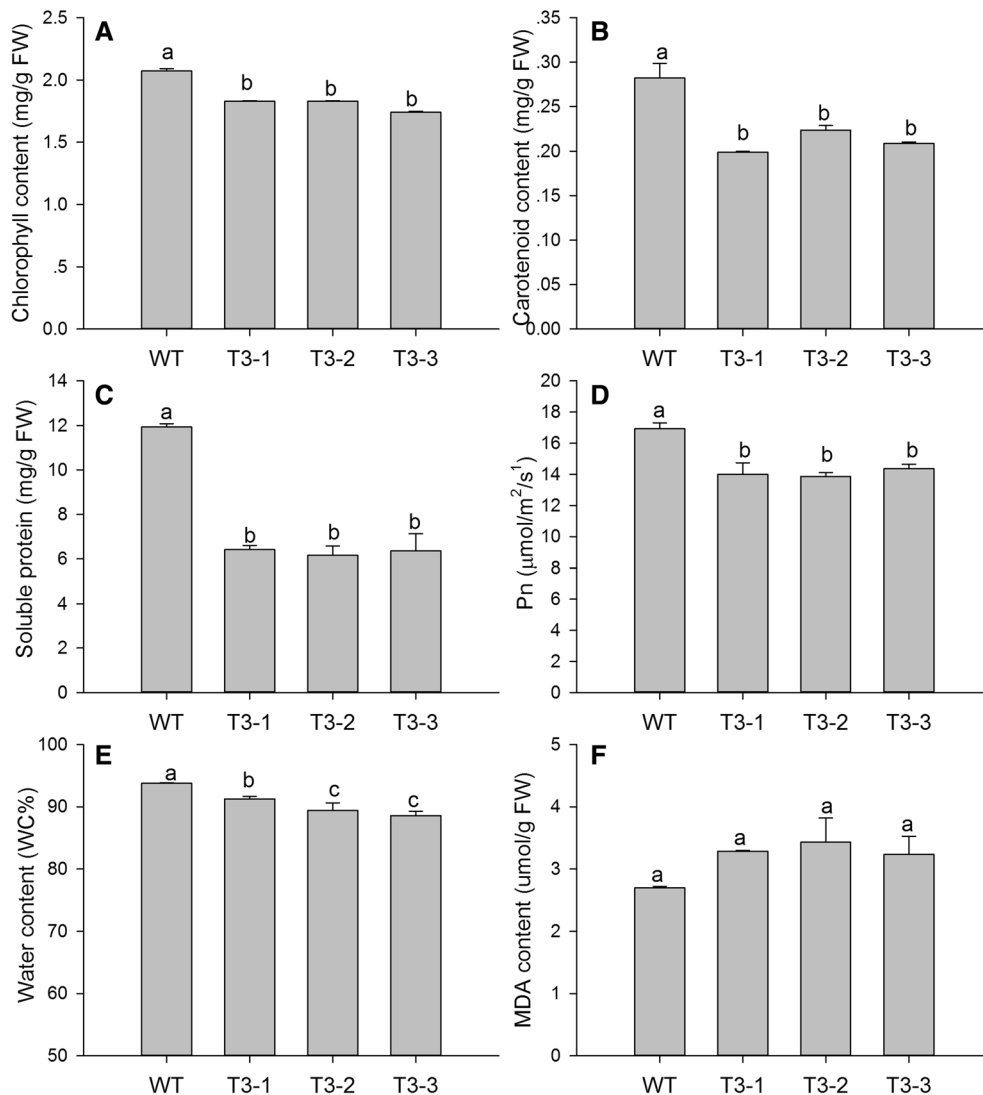 A
Chlorophyll content (mg/g FW)
2.5
2.0
1.5
1.0
.5
0.0
a
b
b
b
WT T3-1 T3-2 T3-3
B
Carotenoid content (mg/g FW)
.35
.30
.25
.20
.15
.10
.05
0.00
a
b
b
b
WT T3-1 T3-2 T3-3
C
Soluble protein (mg/g FW)
14
12
10
8
6
4
2
0
a
b
b
b
WT T3-1 T3-2 T3-3
D
Pn (μmol/m²/s¹)
20
18
16
14
12
10
8
6
4
2
0
a
b
b
b
WT T3-1 T3-2 T3-3
E
Water content (WC%)
100
90
80
70
60
50
a
b
c
c
WT T3-1 T3-2 T3-3
F
MDA content (umol/g FW)
5
4
3
2
1
0
a
a
a
a
WT T3-1 T3-2 T3-3